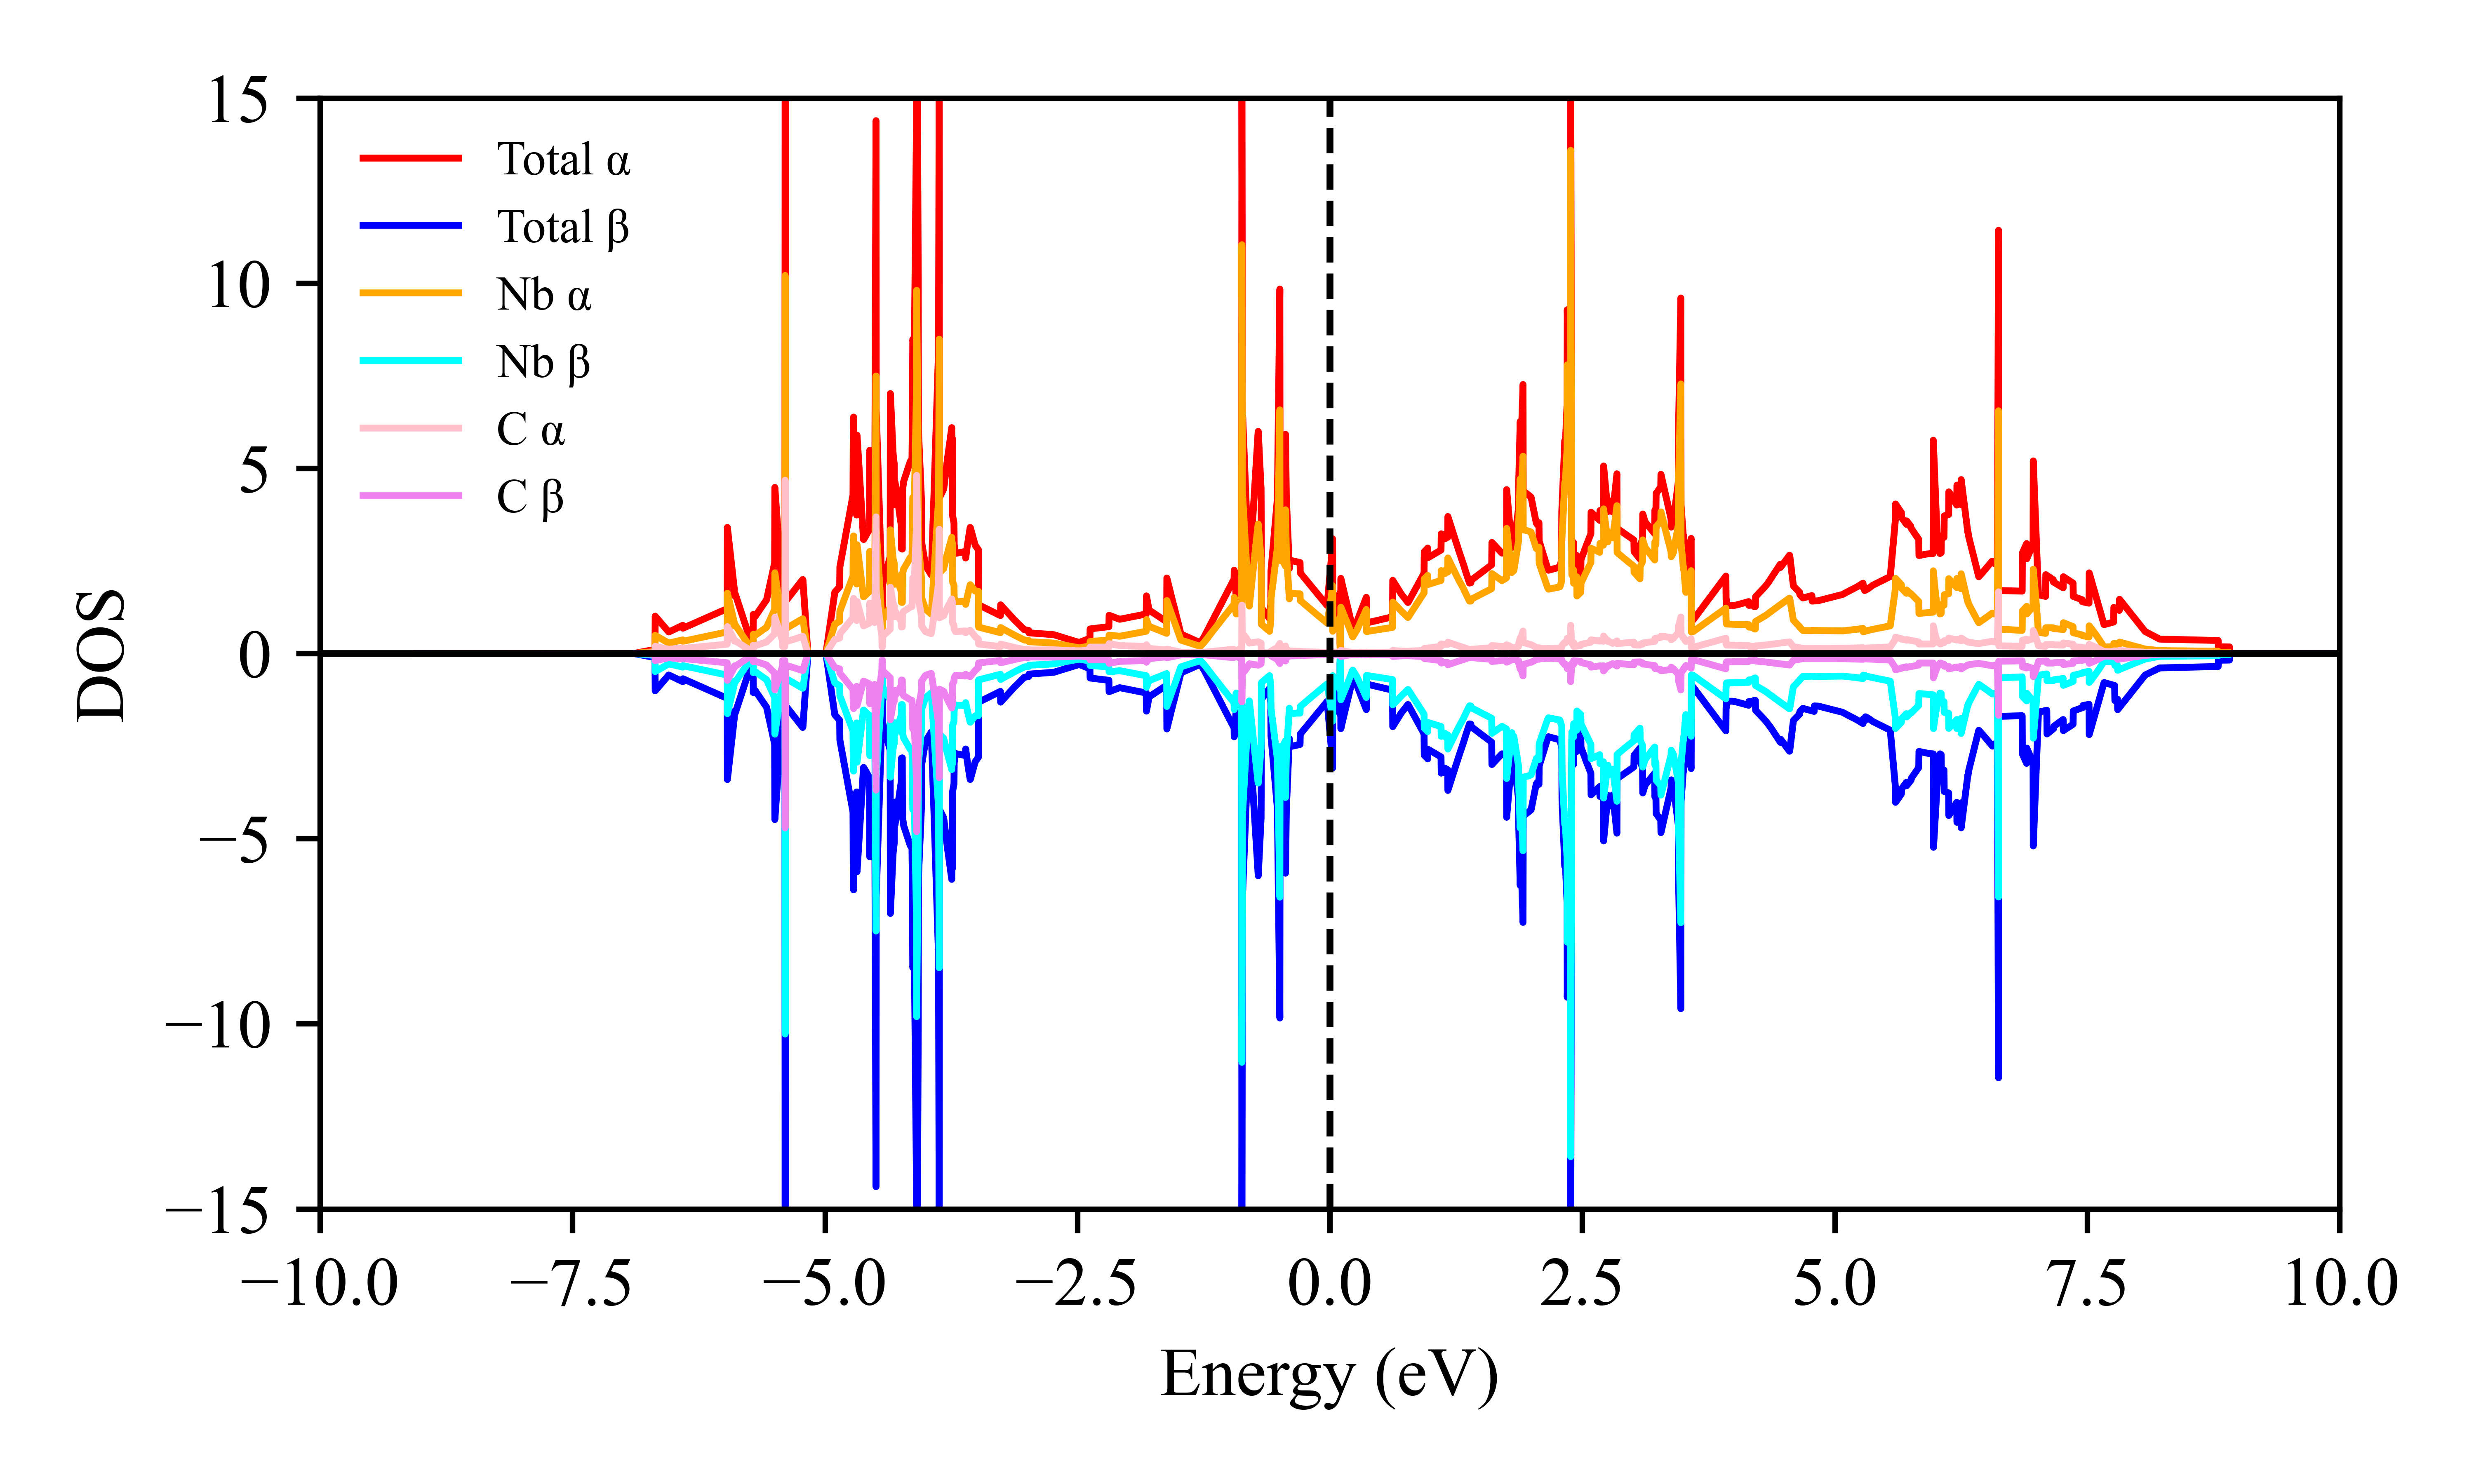 DOS
15
10
5
0
−5
−10
−15
Total α
Total β
Nb α
Nb β
C α
C β
−10.0 −7.5 −5.0 −2.5 0.0 2.5 5.0 7.5 10.0
Energy (eV)